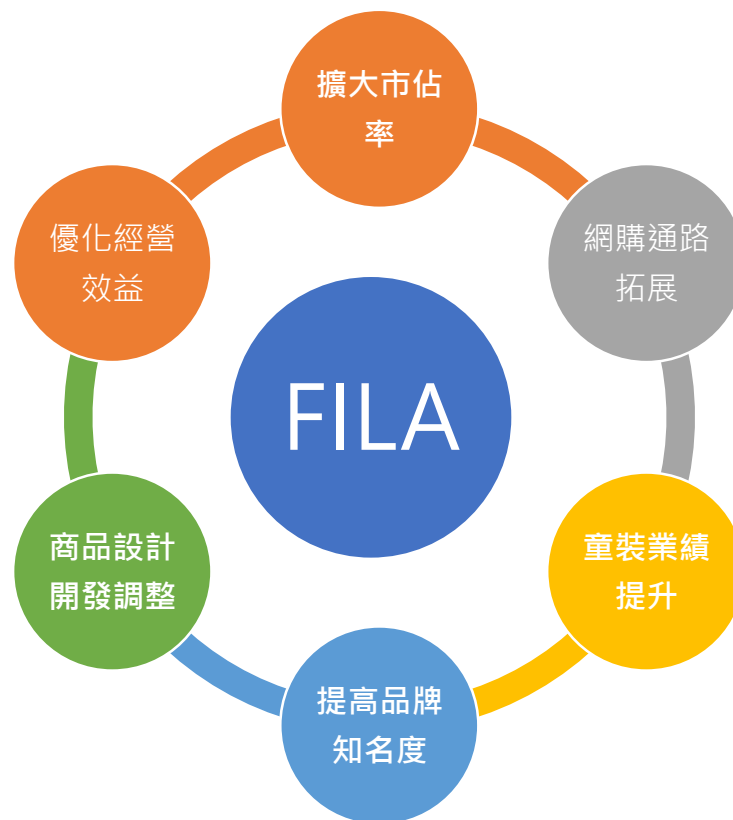 擴大市佔
率
優化經營
效益
網購通路
拓展
FILA
商品設計
開發調整
童裝業績
提升
提高品牌
知名度